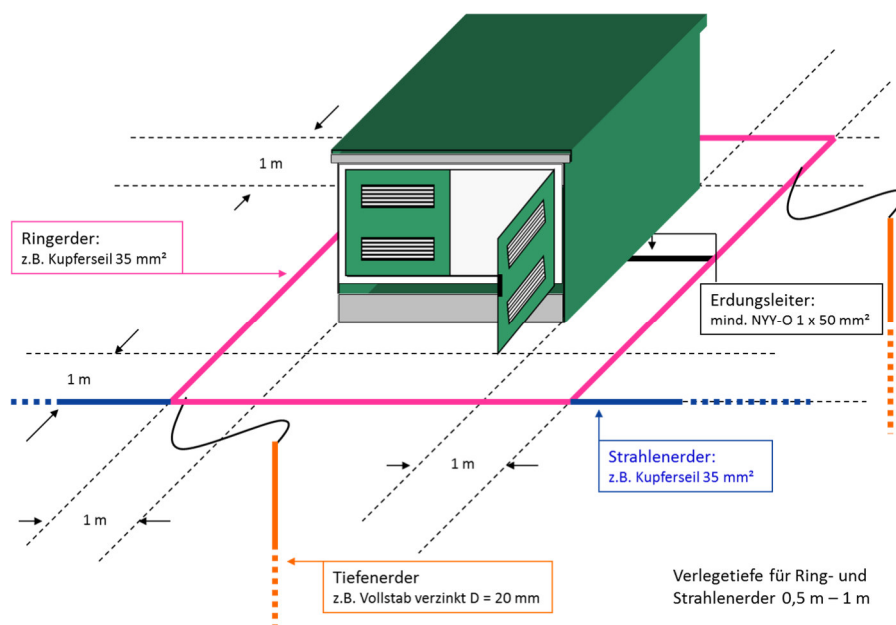 1 m
Ringerder:
z.B. Kupferseil 35 mm²
Erdungsleiter:
mind. NYY-O 1 x 50 mm²
1 m
1 m
Strahlenerder:
z.B. Kupferseil 35 mm²
1 m
Tiefenerder
z.B. Vollstab verzinkt D = 20 mm
Verlegetiefe für Ring- und
Strahlenerder 0,5 m – 1 m